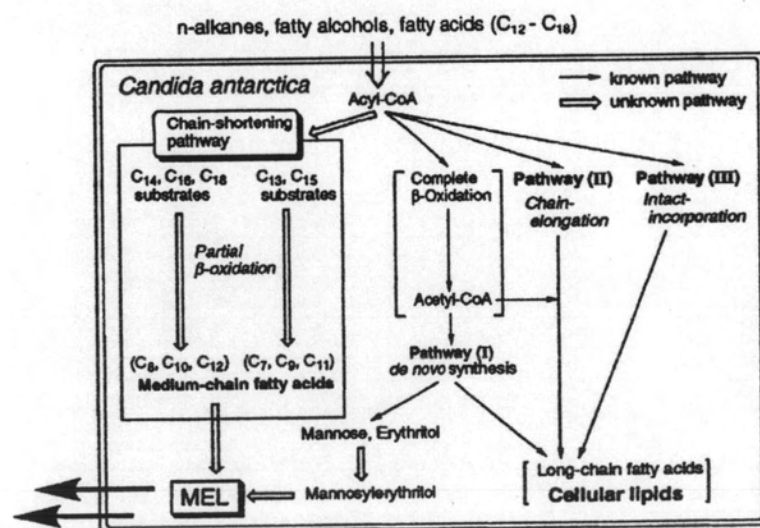 n-alkanes, fatty alcohols, fatty acids (C12 - C18)
Candida antarctica
known pathway
unknown pathway
Acyl-CoA
Chain-shortening
pathway
C14, C16, C18
substrates
C13, C15
substrates
Partial
β-oxidation
(C8, C10, C12)
(C7, C9, C11)
Medium-chain fatty acids
Complete
β-Oxidation
Acetyl-CoA
Pathway (I)
de novo synthesis
Pathway (II)
Chain-
elongation
Pathway (III)
Intact-
incorporation
Mannose, Erythritol
Mannosylerythritol
MEL
Long-chain fatty acids
Cellular lipids